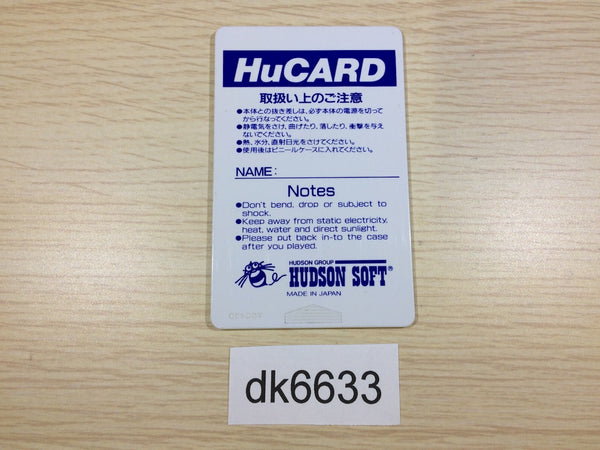 HuCARD
取扱い上のご注意
●本体との抜き差しは、必ず本体の電源を切って
から行なってください。
●静電気をさけ、曲げたり、落したり、衝撃を与え
ないでください。
●熱、水分、直射日光をさけてください。
●使用後はビニールケースに入れてください。
NAME:
Notes
●Don't bend, drop or subject to
shock.
●Keep away from static electricity,
heat, water and direct sunlight.
●Please put back in-to the case
after you played.
HUDSON GROUP
HUDSON SOFT®
MADE IN JAPAN
dk6633